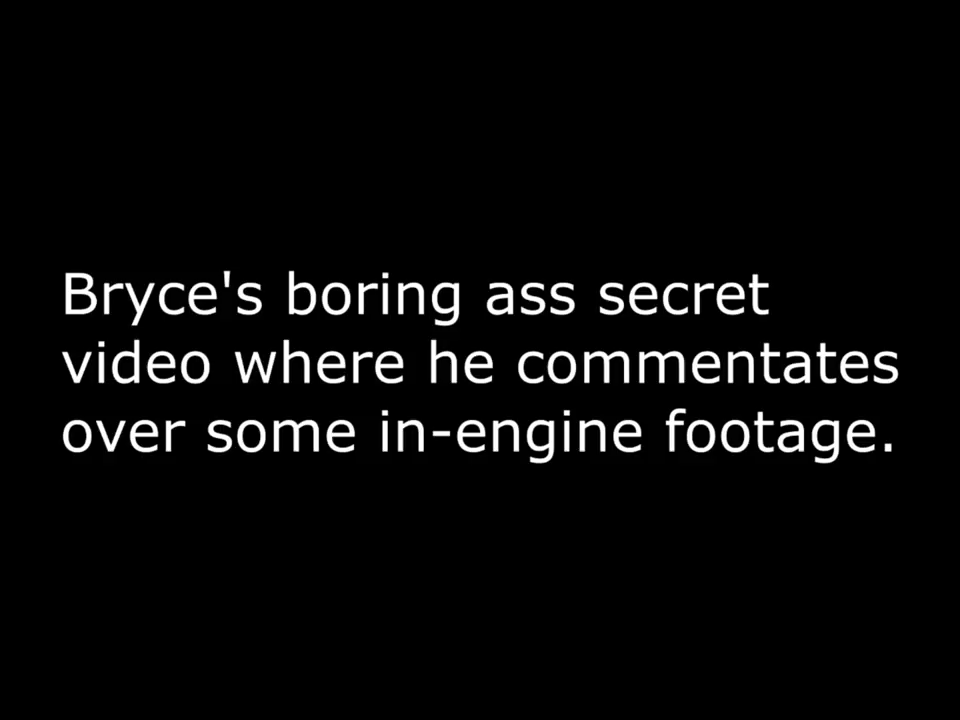 Bryce's boring ass secret
video where he commentates
over some in-engine footage.